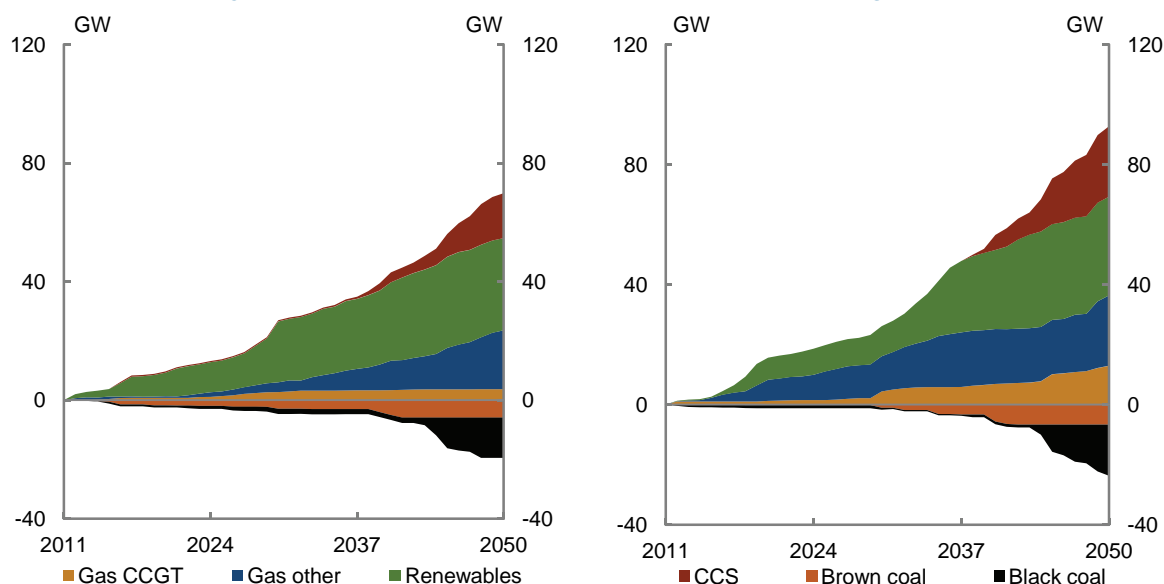 GW GW GW GW
120 120 120 120
80 80 80 80
40 40 40 40
0 0 0 0
-40 -40 -40 -40
2011 2024 2037 2050 2011 2024 2037 2050
Gas CCGT Gas other Renewables CCS Brown coal Black coal